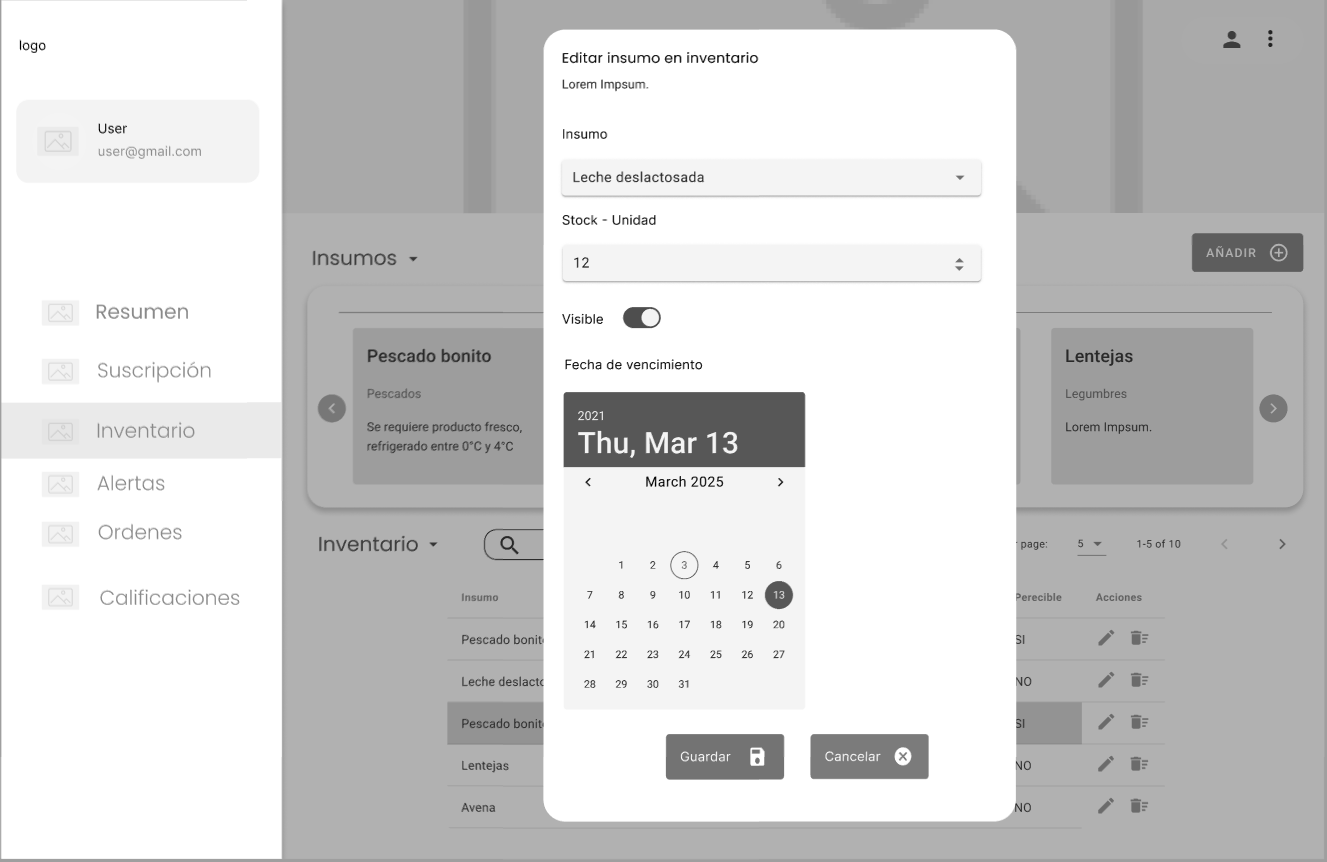 logo
User
user@gmail.com
Resumen
Suscripción
Inventario
Alertas
Ordenes
Calificaciones
Insumos
AÑADIR
Pescado bonito
Pescados
Se requiere producto fresco,
refrigerado entre 0°C y 4°C
Lentejas
Legumbres
Lorem Impsum.
Inventario
page:
5
1-5 of 10
Insumo
Perecible
Acciones
Pescado bonit
SI
Leche deslact
NO
Pescado bonit
SI
Lentejas
NO
Avena
NO
Editar insumo en inventario
Lorem Impsum.
Insumo
Leche deslactosada
Stock - Unidad
12
Visible
Fecha de vencimiento
2021
Thu, Mar 13
March 2025
1 2 3 4 5 6
7 8 9 10 11 12 13
14 15 16 17 18 19 20
21 22 23 24 25 26 27
28 29 30 31
Guardar
Cancelar